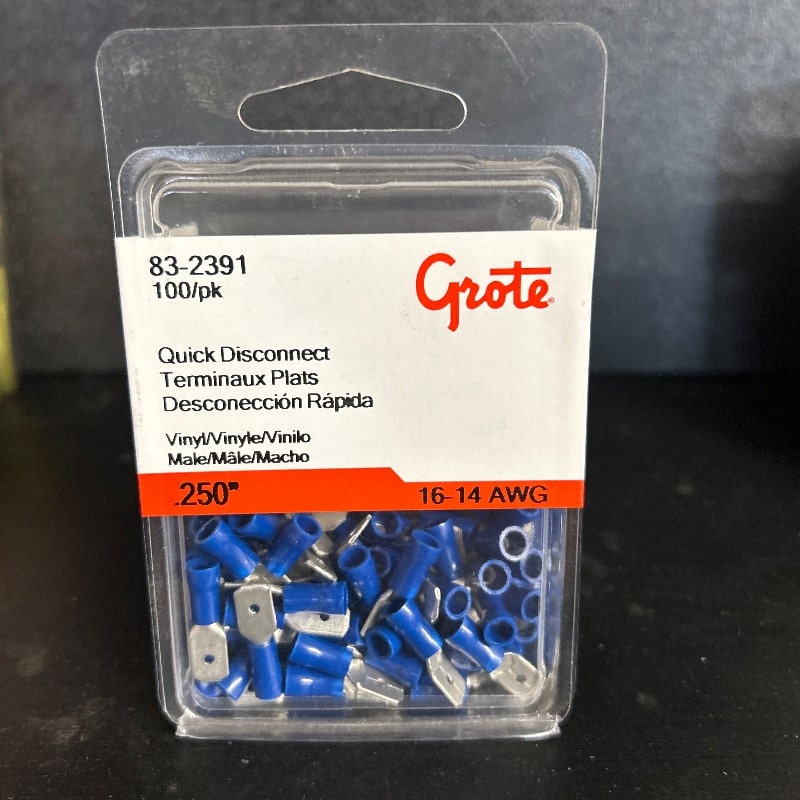 83-2391
100/pk
Grote®
Quick Disconnect
Terminaux Plats
Desconección Rápida
Vinyl/Vinyle/Vinilo
Male/Mâle/Macho
.250"
16-14 AWG